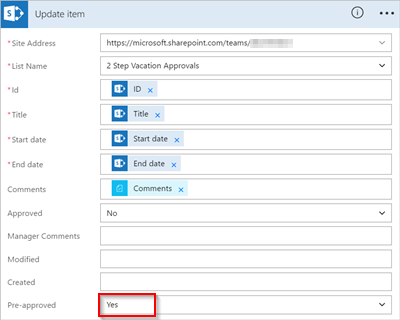 Update item
* Site Address https://microsoft.sharepoint.com/teams/
* List Name 2 Step Vacation Approvals
* Id ID ×
* Title Title ×
* Start date Start date ×
* End date End date ×
Comments Comments ×
Approved No
Manager Comments
Modified
Created
Pre-approved Yes